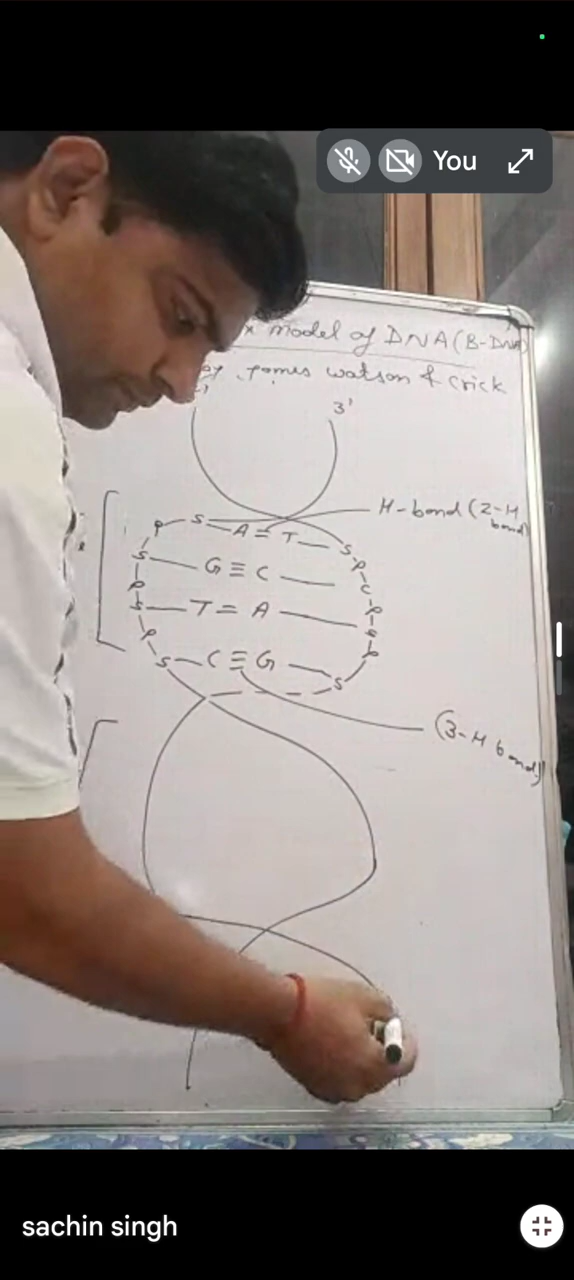 You
x model of DNA (B-DNA)
James Watson & Crick
3'
H-bond (2-H
bond)
P S A = T S P
S G ≡ C C
P P
S T = A S
P P
S C ≡ G S
(3-H bond)
sachin singh